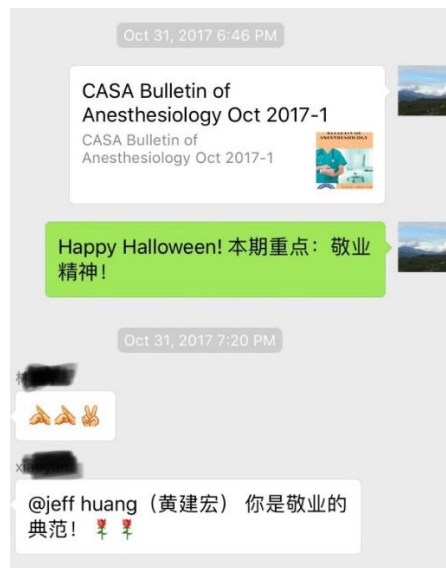 Oct 31, 2017 6:46 PM
CASA Bulletin of
Anesthesiology Oct 2017-1
CASA Bulletin of
Anesthesiology Oct 2017-1
Happy Halloween! 本期重点：敬业
精神！
Oct 31, 2017 7:20 PM
@jeff huang（黄建宏） 你是敬业的
典范！🌹🌹